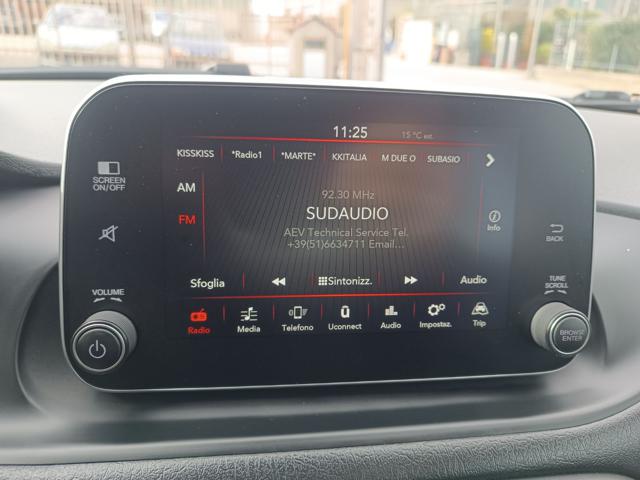 11:25 15 °C est.
KISSKISS *Radio1 *MARTE* KKITALIA M DUE O SUBASIO
SCREEN
ON/OFF
AM
92.30 MHz
SUDAUDIO
FM
AEV Technical Service Tel.
+39(51)6634711 Email...
Info
BACK
VOLUME
Sfoglia Sintonizz. Audio
TUNE
SCROLL
Radio Media Telefono Uconnect Audio Impostaz. Trip
BROWSE
ENTER